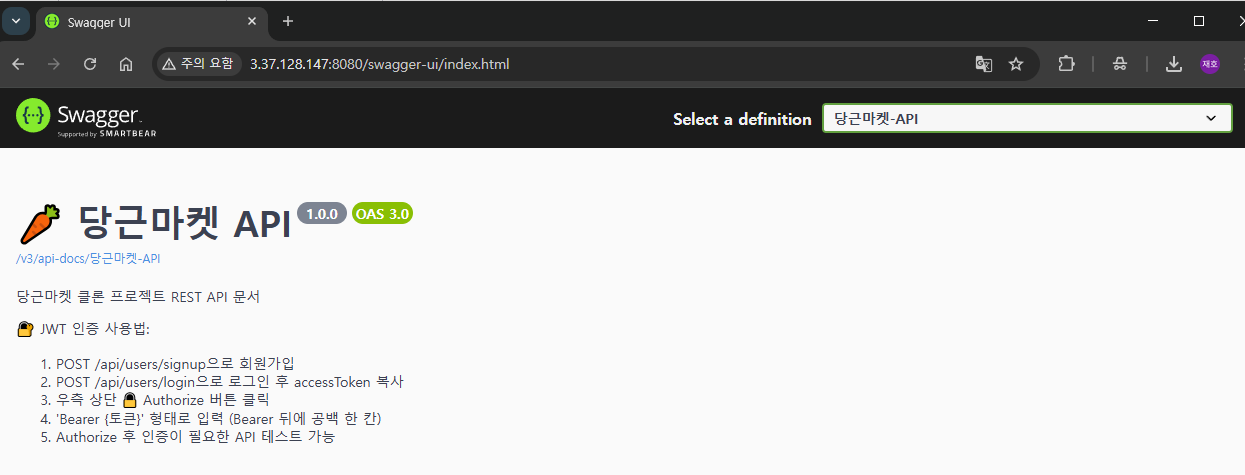 Swagger UI
주의 요함 3.37.128.147:8080/swagger-ui/index.html 재호
Swagger
Supported by SMARTBEAR
Select a definition 당근마켓-API
당근마켓 API 1.0.0 OAS 3.0
/v3/api-docs/당근마켓-API
당근마켓 클론 프로젝트 REST API 문서
JWT 인증 사용법:
1. POST /api/users/signup으로 회원가입
2. POST /api/users/login으로 로그인 후 accessToken 복사
3. 우측 상단 Authorize 버튼 클릭
4. 'Bearer {토큰}' 형태로 입력 (Bearer 뒤에 공백 한 칸)
5. Authorize 후 인증이 필요한 API 테스트 가능